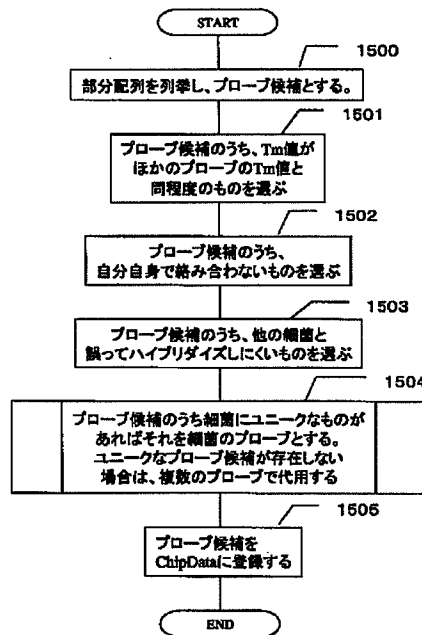 START
1500
部分配列を列挙し、プローブ候補とする。
1501
プローブ候補のうち、Tm値が
ほかのプローブのTm値と
同程度のものを選ぶ
1502
プローブ候補のうち、
自分自身で絡み合わないものを選ぶ
1503
プローブ候補のうち、他の細菌と
誤ってハイブリダイズしにくいものを選ぶ
1504
プローブ候補のうち細菌にユニークなものが
あればそれを細菌のプローブとする。
ユニークなプローブ候補が存在しない
場合は、複数のプローブで代用する
1505
プローブ候補を
ChipDataに登録する
END